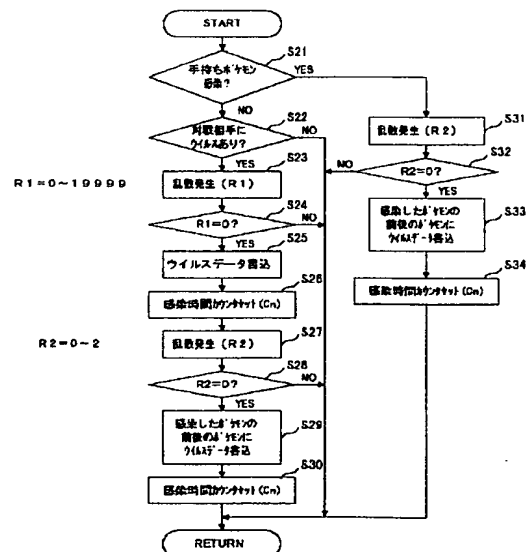 START
S21
手持ちポケモン
感染?
YES
NO
S22
対戦相手に
ウイルスあり?
NO
YES
S23
R1=0~19999
乱数発生 (R1)
S24
R1=0?
NO
YES
S25
ウイルスデータ書込
S26
感染時間カウンタセット(Cn)
S27
R2=0~2
乱数発生 (R2)
S28
R2=0?
NO
YES
S29
感染したポケモンの
前後のポケモンに
ウイルスデータ書込
S30
感染時間カウンタセット(Cn)
RETURN
S31
乱数発生 (R2)
S32
NO
R2=0?
YES
S33
感染したポケモンの
前後のポケモンに
ウイルスデータ書込
S34
感染時間カウンタセット(Cn)